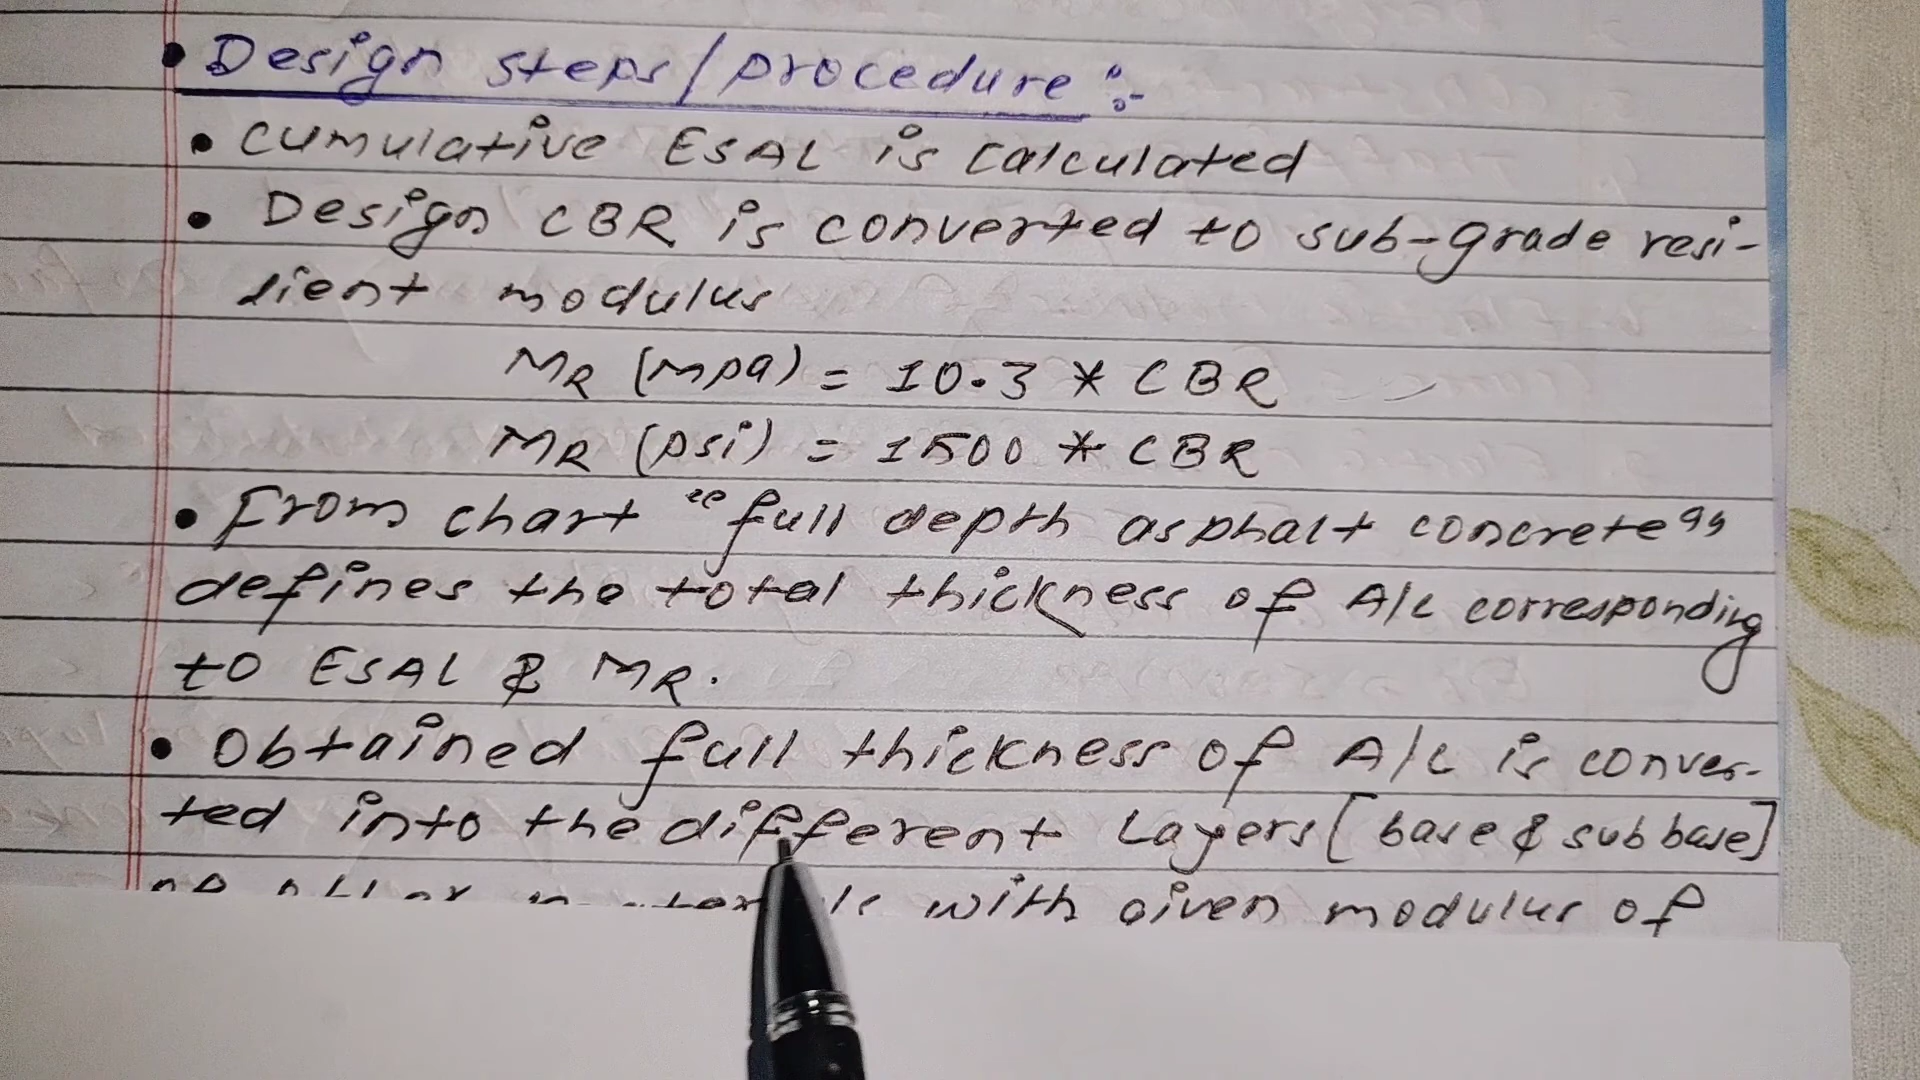 • Design steps/procedure :-
• Cumulative ESAL is calculated
• Design CBR is converted to sub-grade resi-
lient modulus
MR (mpa) = 10.3 * CBR
MR (psi) = 1500 * CBR
• From chart "full depth asphalt concrete"
defines the total thickness of A/C corresponding
to ESAL & MR.
• Obtained full thickness of A/C is conver-
ted into the different Layers [base & subbase]
with given modulus of